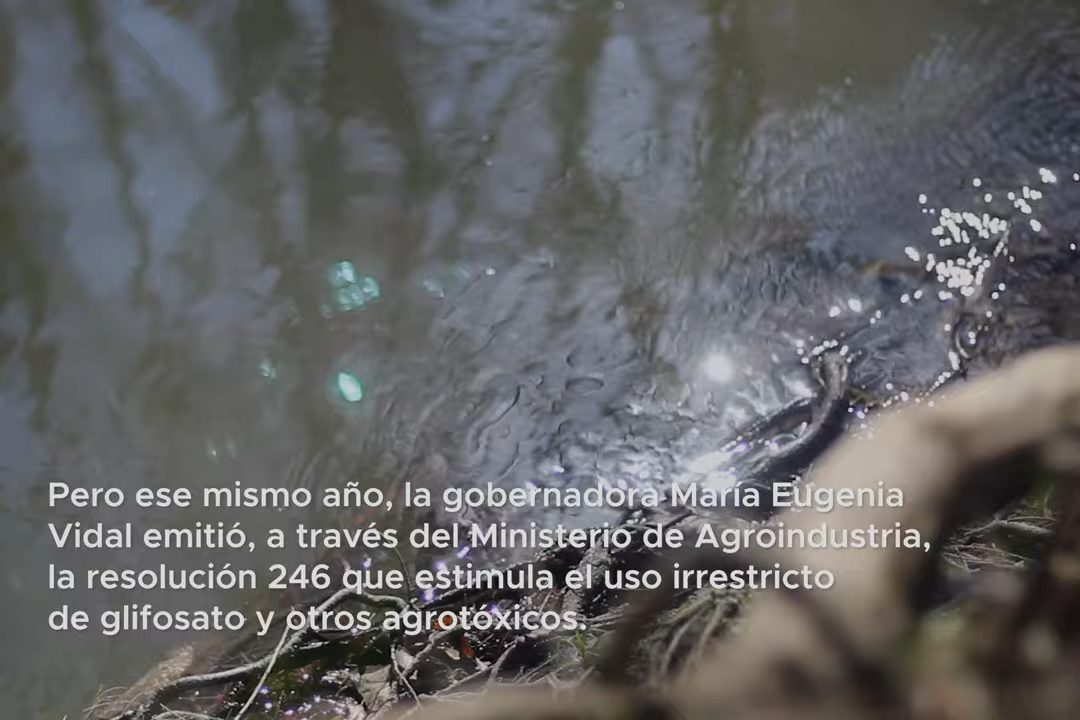 Pero ese mismo año, la gobernadora María Eugenia
Vidal emitió, a través del Ministerio de Agroindustria,
la resolución 246 que estimula el uso irrestricto
de glifosato y otros agrotóxicos.